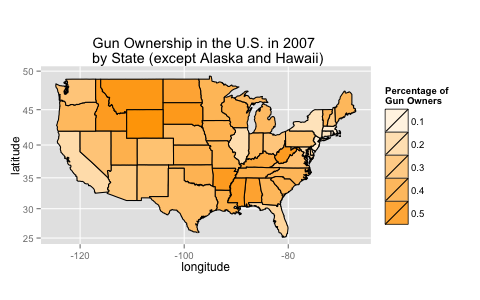 Gun Ownership in the U.S. in 2007
by State (except Alaska and Hawaii)
50
45
40
35
30
25
latitude
-120
-100
-80
longitude
Percentage of
Gun Owners
0.1
0.2
0.3
0.4
0.5